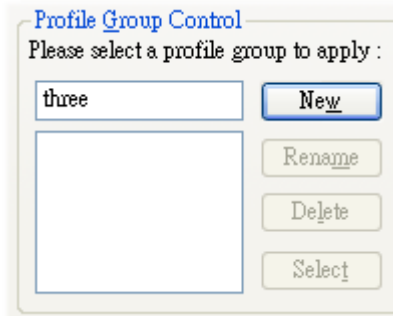 Profile Group Control
Please select a profile group to apply :
three
New
Rename
Delete
Select